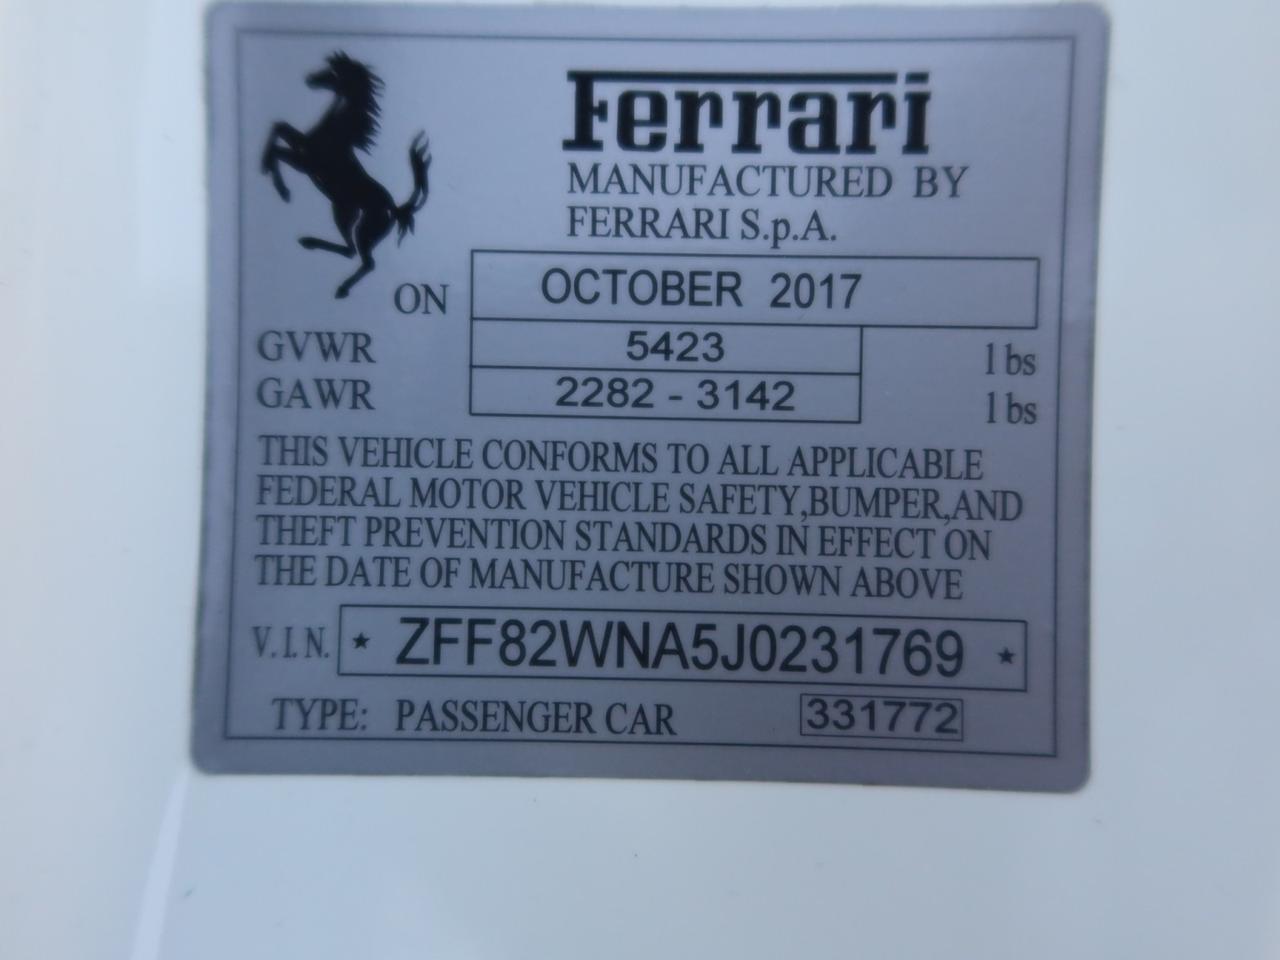 Ferrari
MANUFACTURED BY
FERRARI S.p.A.
ON OCTOBER 2017
GVWR 5423 lbs
GAWR 2282 - 3142 lbs
THIS VEHICLE CONFORMS TO ALL APPLICABLE
FEDERAL MOTOR VEHICLE SAFETY,BUMPER,AND
THEFT PREVENTION STANDARDS IN EFFECT ON
THE DATE OF MANUFACTURE SHOWN ABOVE
V.I.N. ★ ZFF82WNA5J0231769 ★
TYPE: PASSENGER CAR 331772